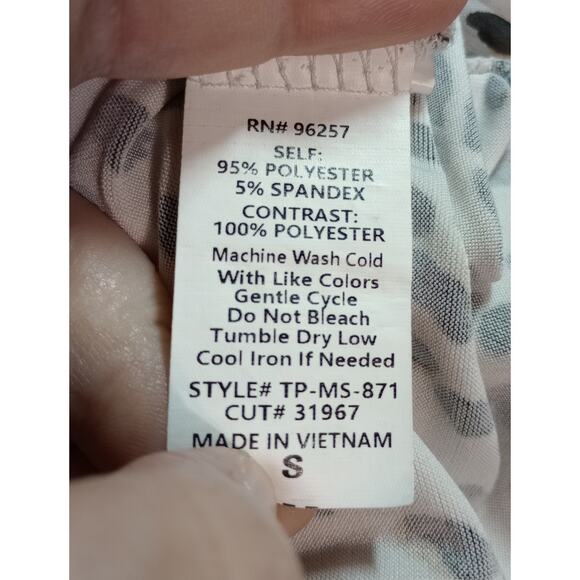 RN# 96257
SELF:
95% POLYESTER
5% SPANDEX
CONTRAST:
100% POLYESTER
Machine Wash Cold
With Like Colors
Gentle Cycle
Do Not Bleach
Tumble Dry Low
Cool Iron If Needed
STYLE# TP-MS-871
CUT# 31967
MADE IN VIETNAM
S